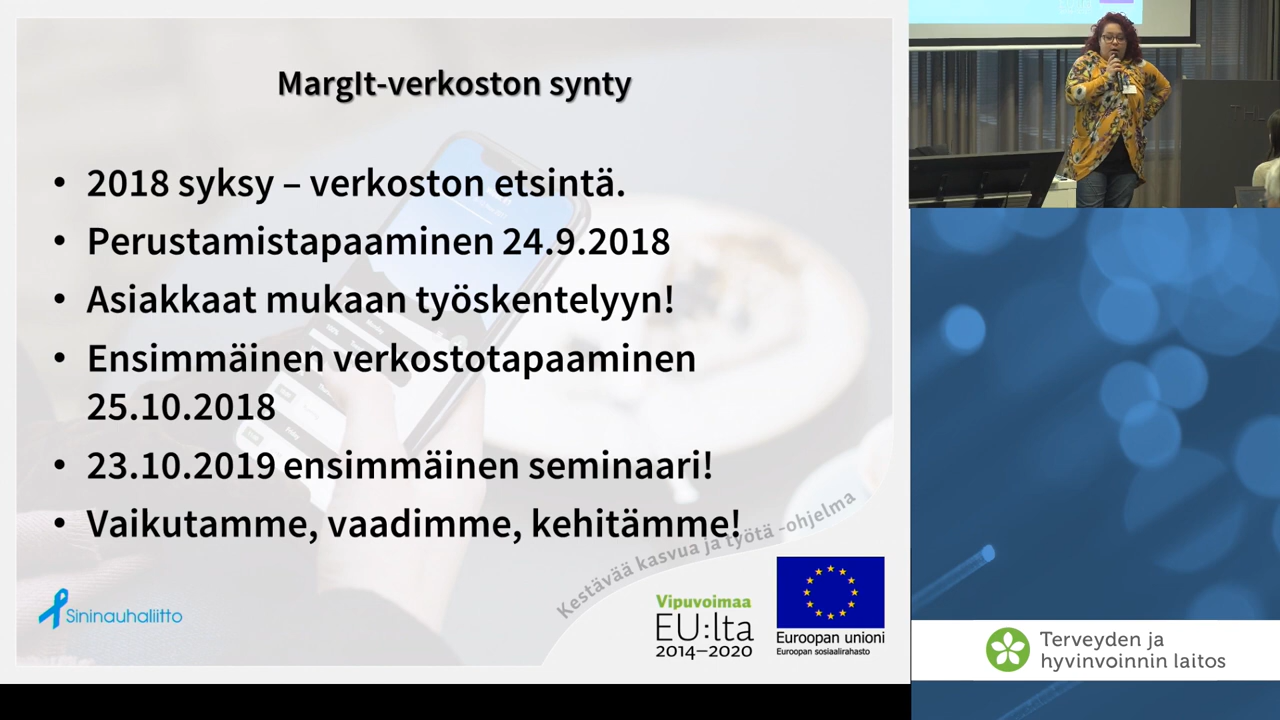 MargIt-verkoston synty
• 2018 syksy – verkoston etsintä.
• Perustamistapaaminen 24.9.2018
• Asiakkaat mukaan työskentelyyn!
• Ensimmäinen verkostotapaaminen
25.10.2018
• 23.10.2019 ensimmäinen seminaari!
• Vaikutamme, vaadimme, kehitämme!
Kestävää kasvua ja työtä -ohjelma
Sininauhaliitto
Vipuvoimaa
EU:lta
2014–2020
Euroopan unioni
Euroopan sosiaalirahasto
THL
Terveyden ja
hyvinvoinnin laitos